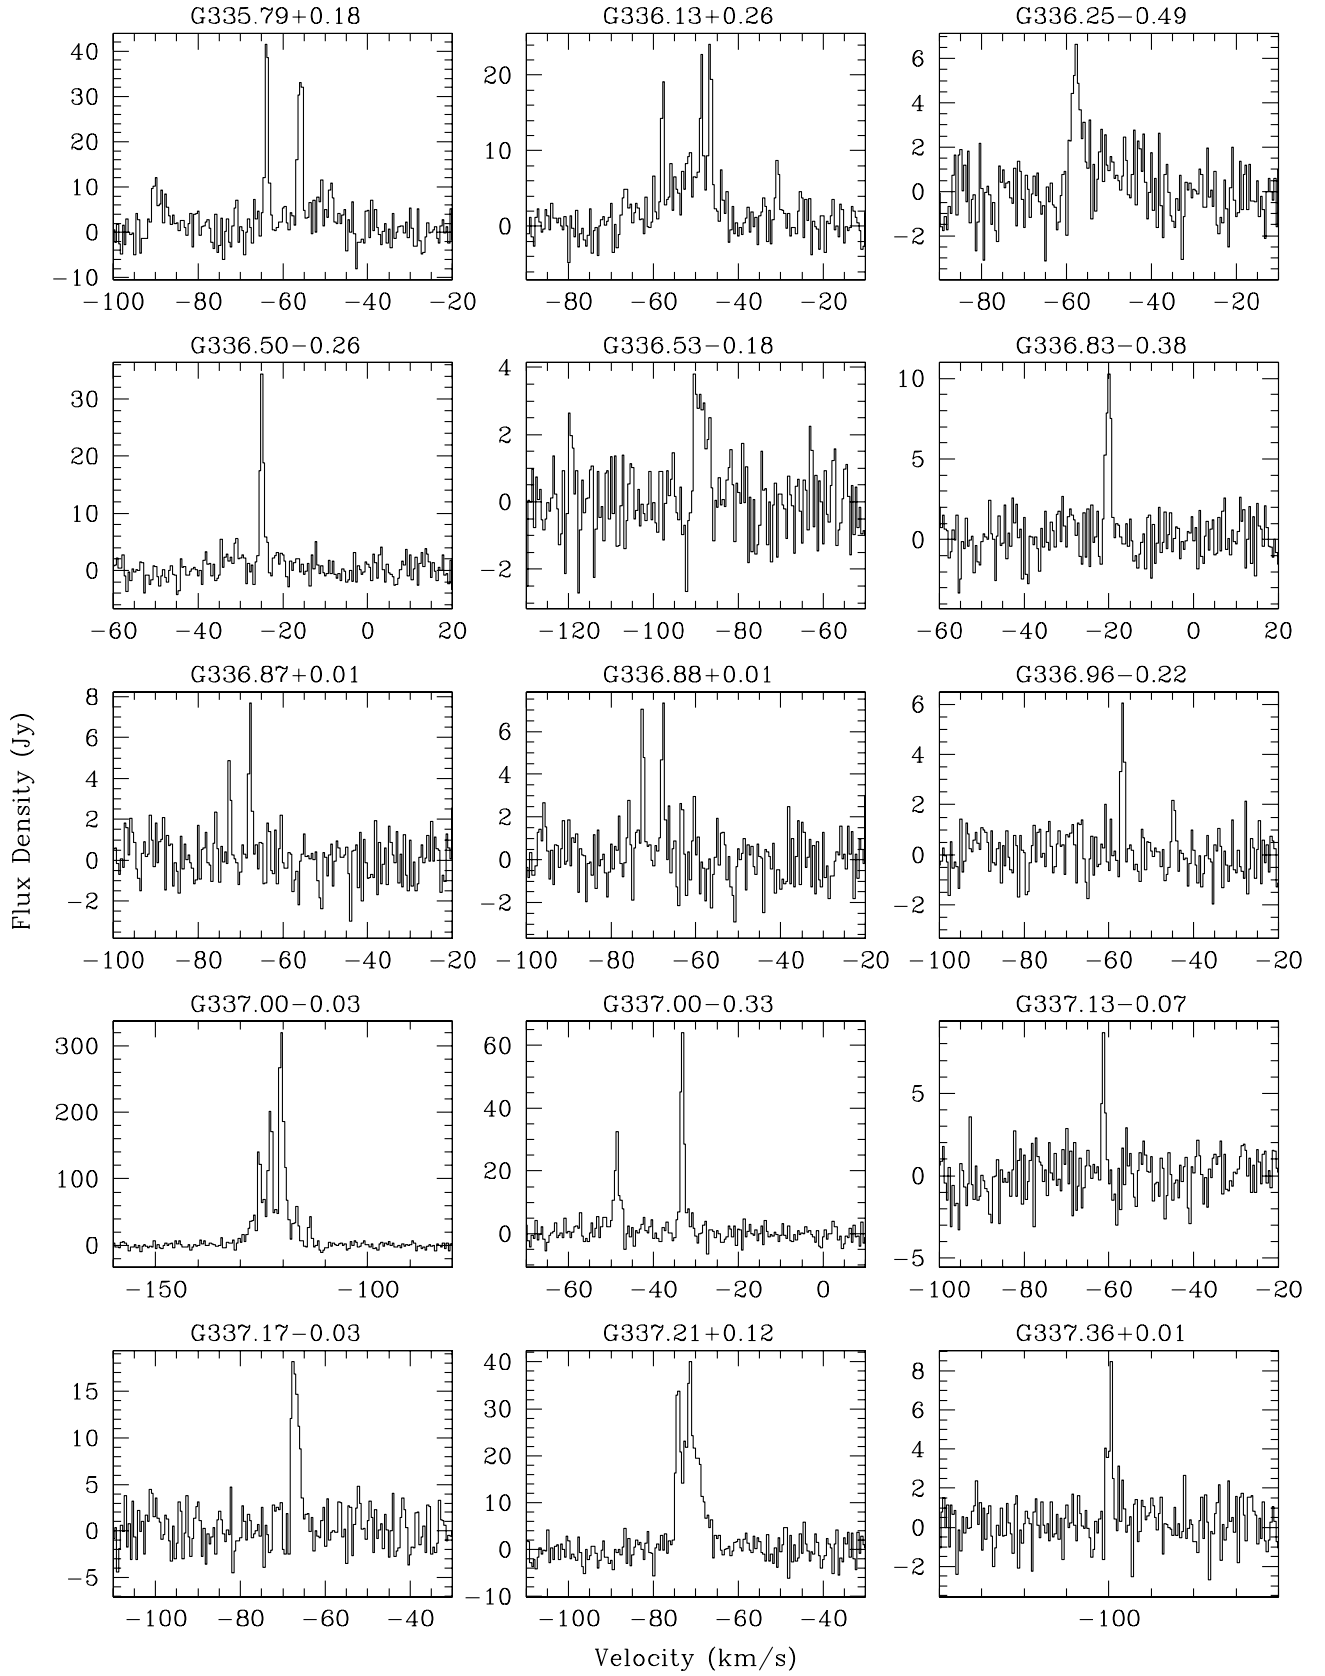 G335.79+0.18 G336.13+0.26 G336.25−0.49
40 30 20 10 0 −10
20 10 0
6 4 2 0 −2
−100 −80 −60 −40 −20 −80 −60 −40 −20 −80 −60 −40 −20
G336.50−0.26 G336.53−0.18 G336.83−0.38
30 20 10 0
4 2 0 −2
10 5 0
−60 −40 −20 0 20 −120 −100 −80 −60 −60 −40 −20 0 20
G336.87+0.01 G336.88+0.01 G336.96−0.22
8 6 4 2 0 −2
6 4 2 0 −2
6 4 2 0 −2
−100 −80 −60 −40 −20 −100 −80 −60 −40 −20 −100 −80 −60 −40 −20
Flux Density (Jy)
G337.00−0.03 G337.00−0.33 G337.13−0.07
300 200 100 0
60 40 20 0
5 0 −5
−150 −100 −60 −40 −20 0 −100 −80 −60 −40 −20
G337.17−0.03 G337.21+0.12 G337.36+0.01
15 10 5 0 −5
40 30 20 10 0 −10
8 6 4 2 0 −2
−100 −80 −60 −40 −100 −80 −60 −40 −100
Velocity (km/s)